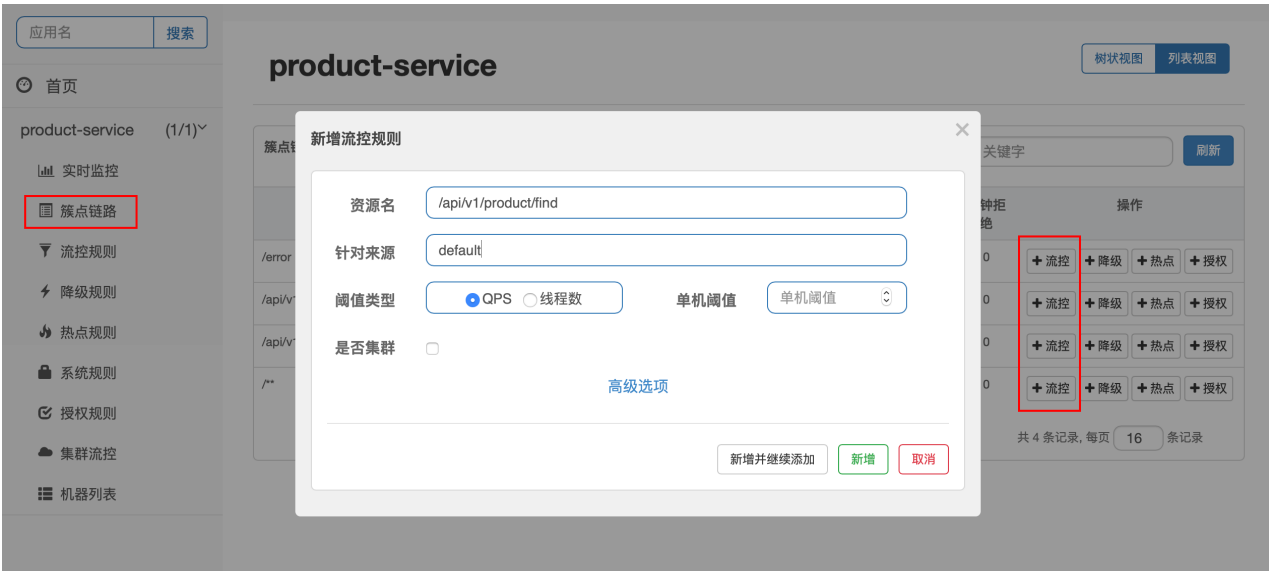 应用名 搜索
首页
product-service (1/1)
实时监控
簇点链路
流控规则
降级规则
热点规则
系统规则
授权规则
集群流控
机器列表
product-service
树状视图 列表视图
簇点链
关键字 刷新
钟拒
绝
操作
/error 0 流控 降级 热点 授权
/api/v1 0 流控 降级 热点 授权
/api/v1 0 流控 降级 热点 授权
/** 0 流控 降级 热点 授权
共 4 条记录, 每页 16 条记录
新增流控规则 ×
资源名 /api/v1/product/find
针对来源 default
阈值类型 QPS 线程数 单机阈值 单机阈值
是否集群
高级选项
新增并继续添加 新增 取消